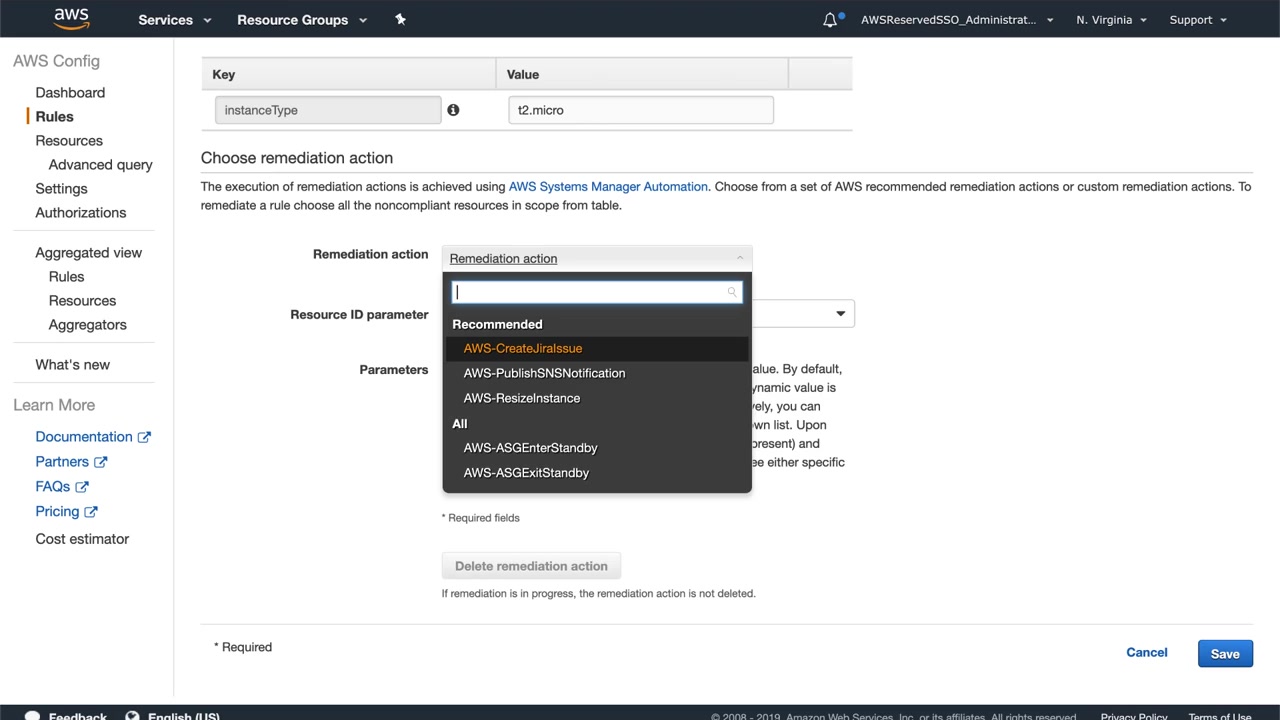 aws
Services
Resource Groups
AWSReservedSSO_Administrat...
N. Virginia
Support
AWS Config
Dashboard
Rules
Resources
Advanced query
Settings
Authorizations
Aggregated view
Rules
Resources
Aggregators
What's new
Learn More
Documentation
Partners
FAQs
Pricing
Cost estimator
Key Value
instanceType t2.micro
Choose remediation action
The execution of remediation actions is achieved using AWS Systems Manager Automation. Choose from a set of AWS recommended remediation actions or custom remediation actions. To
remediate a rule choose all the noncompliant resources in scope from table.
Remediation action
Remediation action
Recommended
AWS-CreateJiraIssue
AWS-PublishSNSNotification
AWS-ResizeInstance
All
AWS-ASGEnterStandby
AWS-ASGExitStandby
Resource ID parameter
Parameters
value. By default,
dynamic value is
you can
list. Upon
present) and
either specific
* Required fields
Delete remediation action
If remediation is in progress, the remediation action is not deleted.
* Required
Cancel
Save
Feedback
English (US)
© 2008 - 2019, Amazon Web Services, Inc. or its affiliates. All rights reserved.
Privacy Policy
Terms of Use